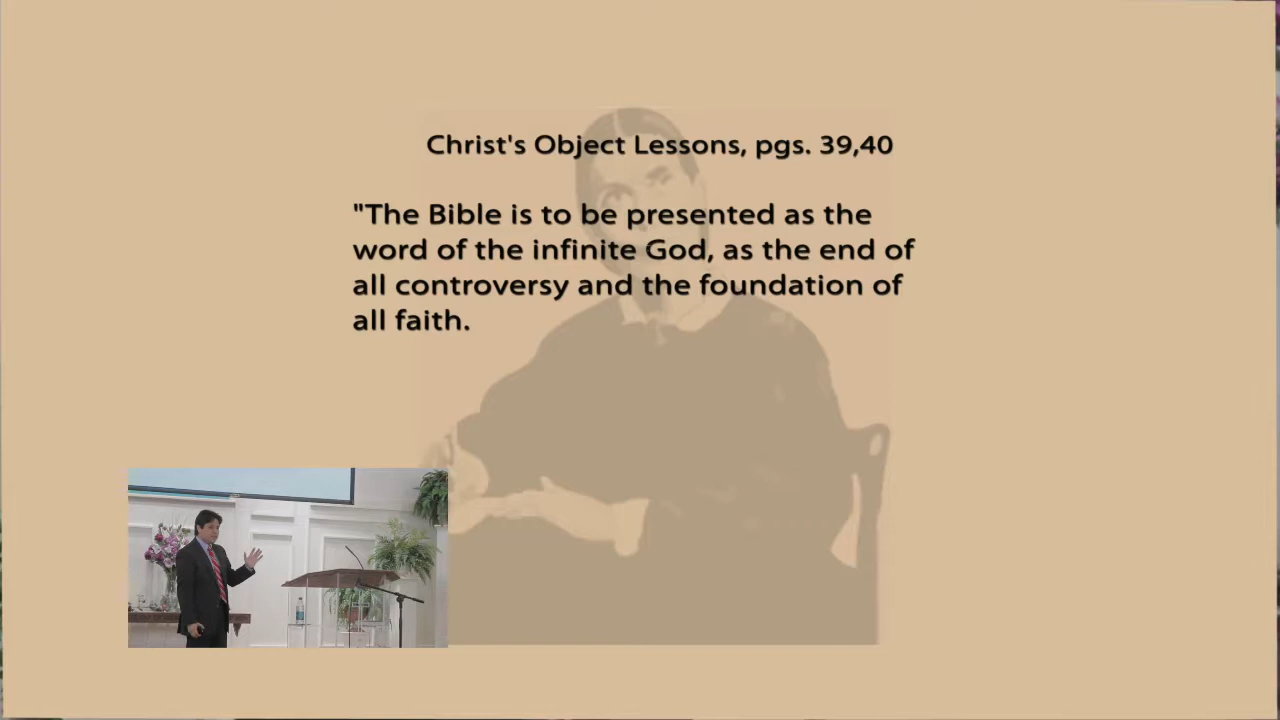 Christ's Object Lessons, pgs. 39,40
"The Bible is to be presented as the
word of the infinite God, as the end of
all controversy and the foundation of
all faith.